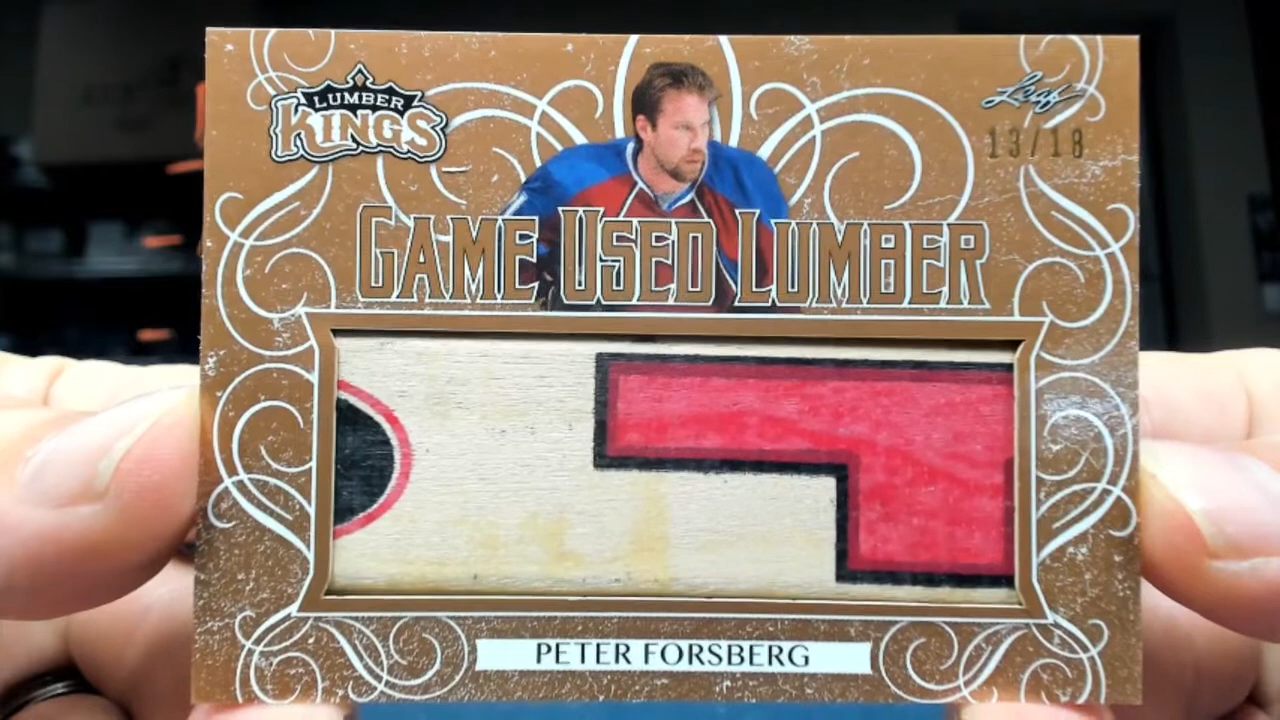 LUMBER
KINGS
Leaf
13/18
GAME USED LUMBER
PETER FORSBERG